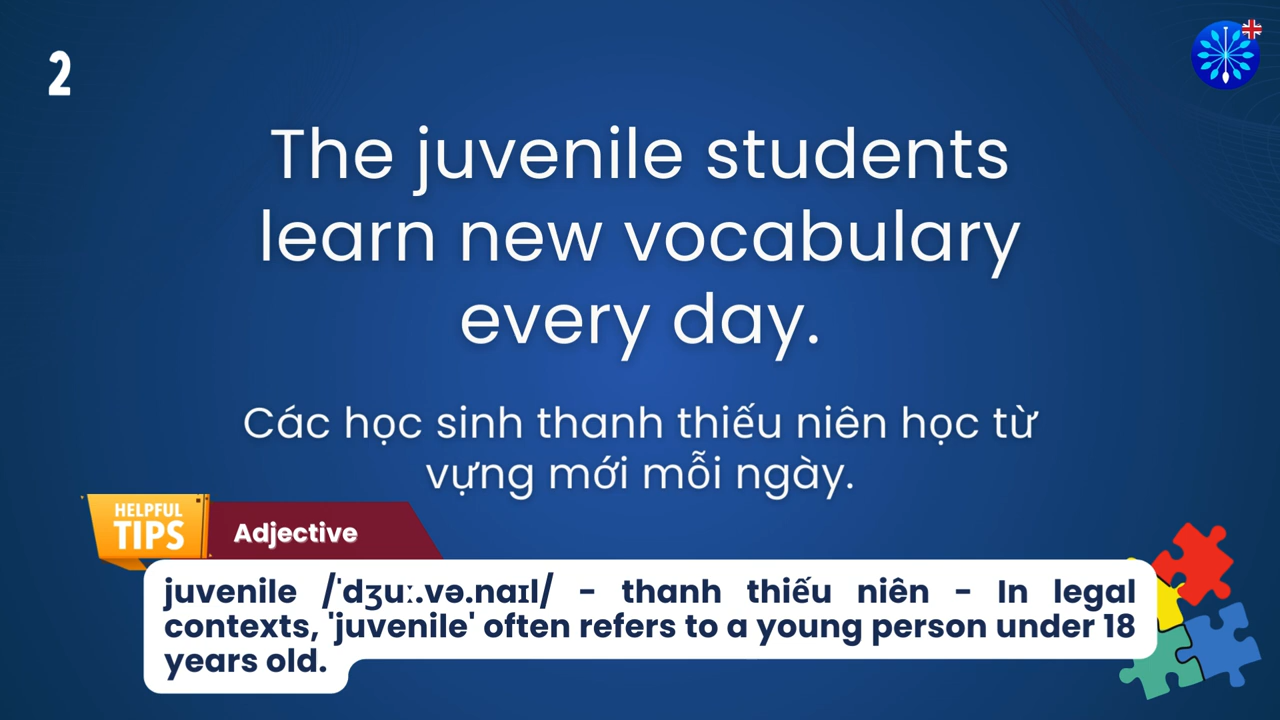 2
The juvenile students
learn new vocabulary
every day.
Các học sinh thanh thiếu niên học từ
vựng mới mỗi ngày.
HELPFUL
TIPS
Adjective
juvenile /ˈdʒuː.və.naɪl/ - thanh thiếu niên - In legal
contexts, 'juvenile' often refers to a young person under 18
years old.